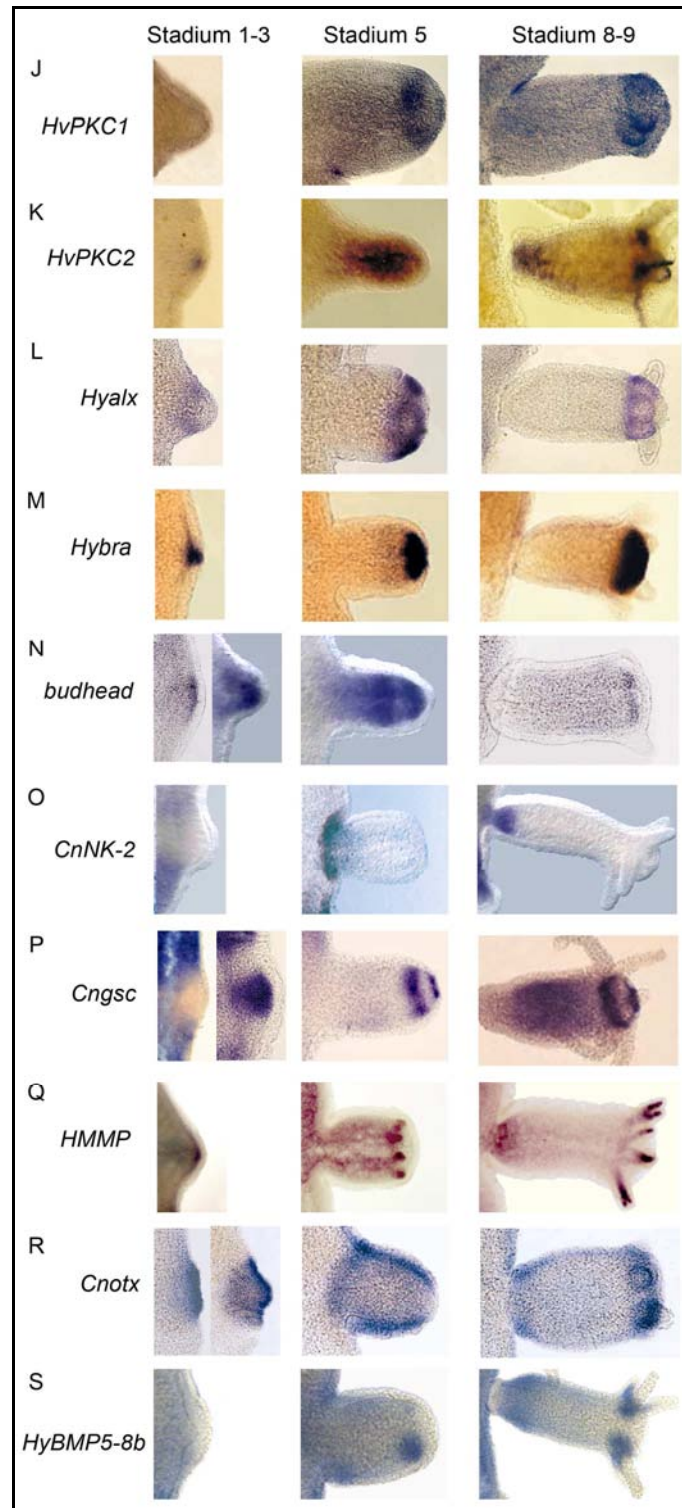 Stadium 1-3 Stadium 5 Stadium 8-9
J
HvPKC1
K
HvPKC2
L
Hyalx
M
Hybra
N
budhead
O
CnNK-2
P
Cngsc
Q
HMMP
R
Cnotx
S
HyBMP5-8b